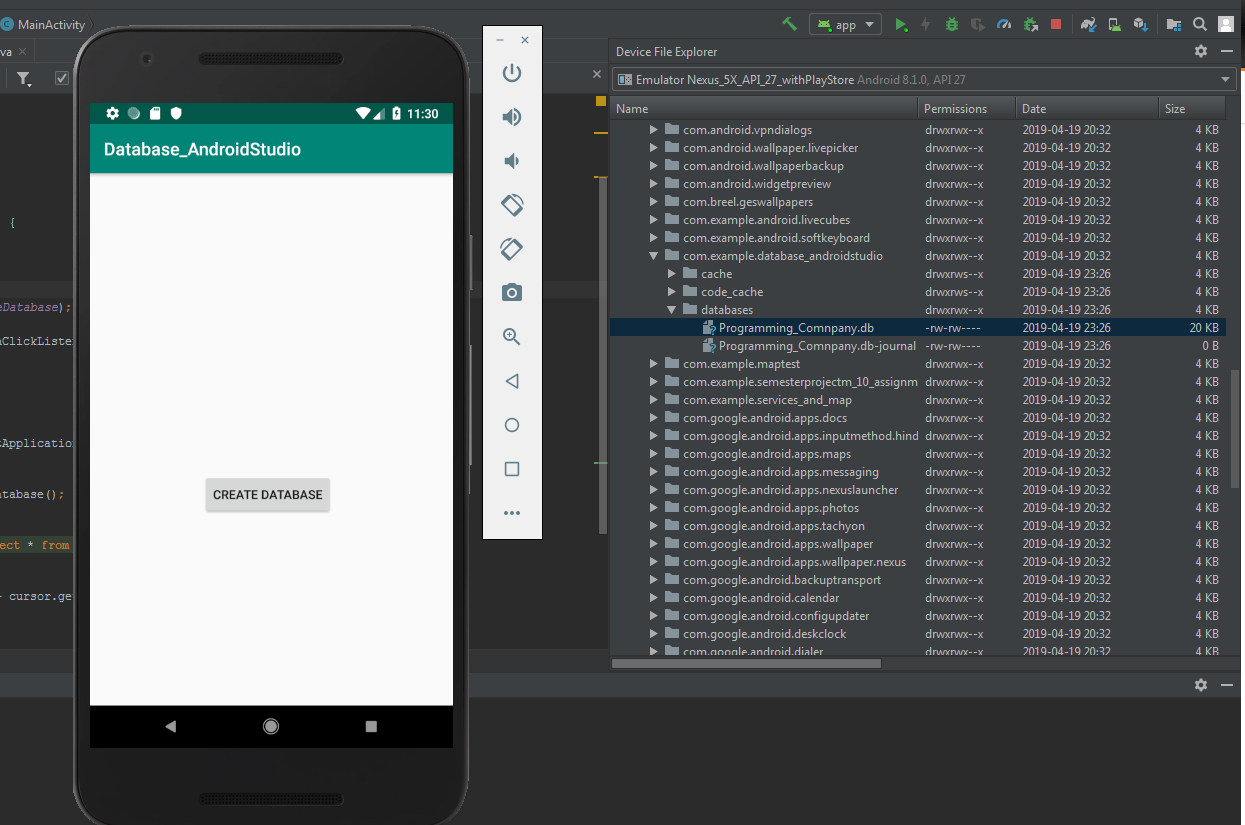 MainActivity
app
va
Device File Explorer
Emulator Nexus_5X_API_27_withPlayStore Android 8.1.0, API 27
Name Permissions Date Size
com.android.vpndialogs drwxrwx--x 2019-04-19 20:32 4 KB
com.android.wallpaper.livepicker drwxrwx--x 2019-04-19 20:32 4 KB
com.android.wallpaperbackup drwxrwx--x 2019-04-19 20:32 4 KB
com.android.widgetpreview drwxrwx--x 2019-04-19 20:32 4 KB
com.breel.geswallpapers drwxrwx--x 2019-04-19 20:32 4 KB
com.example.android.livecubes drwxrwx--x 2019-04-19 20:32 4 KB
com.example.android.softkeyboard drwxrwx--x 2019-04-19 20:32 4 KB
com.example.database_androidstudio drwxrwx--x 2019-04-19 20:32 4 KB
cache drwxrws--x 2019-04-19 23:26 4 KB
code_cache drwxrws--x 2019-04-19 23:26 4 KB
databases drwxrwx--x 2019-04-19 23:26 4 KB
Programming_Comnpany.db -rw-rw---- 2019-04-19 23:26 20 KB
Programming_Comnpany.db-journal -rw-rw---- 2019-04-19 23:26 0 B
com.example.maptest drwxrwx--x 2019-04-19 20:32 4 KB
com.example.semesterprojectm_10_assignm drwxrwx--x 2019-04-19 20:32 4 KB
com.example.services_and_map drwxrwx--x 2019-04-19 20:32 4 KB
com.google.android.apps.docs drwxrwx--x 2019-04-19 20:32 4 KB
com.google.android.apps.inputmethod.hind drwxrwx--x 2019-04-19 20:32 4 KB
com.google.android.apps.maps drwxrwx--x 2019-04-19 20:32 4 KB
com.google.android.apps.messaging drwxrwx--x 2019-04-19 20:32 4 KB
com.google.android.apps.nexuslauncher drwxrwx--x 2019-04-19 20:32 4 KB
com.google.android.apps.photos drwxrwx--x 2019-04-19 20:32 4 KB
com.google.android.apps.tachyon drwxrwx--x 2019-04-19 20:32 4 KB
com.google.android.apps.wallpaper drwxrwx--x 2019-04-19 20:32 4 KB
com.google.android.apps.wallpaper.nexus drwxrwx--x 2019-04-19 20:32 4 KB
com.google.android.backuptransport drwxrwx--x 2019-04-19 20:32 4 KB
com.google.android.calendar drwxrwx--x 2019-04-19 20:32 4 KB
com.google.android.configupdater drwxrwx--x 2019-04-19 20:32 4 KB
com.google.android.deskclock drwxrwx--x 2019-04-19 20:32 4 KB
com.google.android.dialer drwxrwx--x 2019-04-19 20:32 4 KB
11:30
Database_AndroidStudio
CREATE DATABASE
{
eDatabase);
nClickListen
tApplication
atabase();
ect * from
+ cursor.get